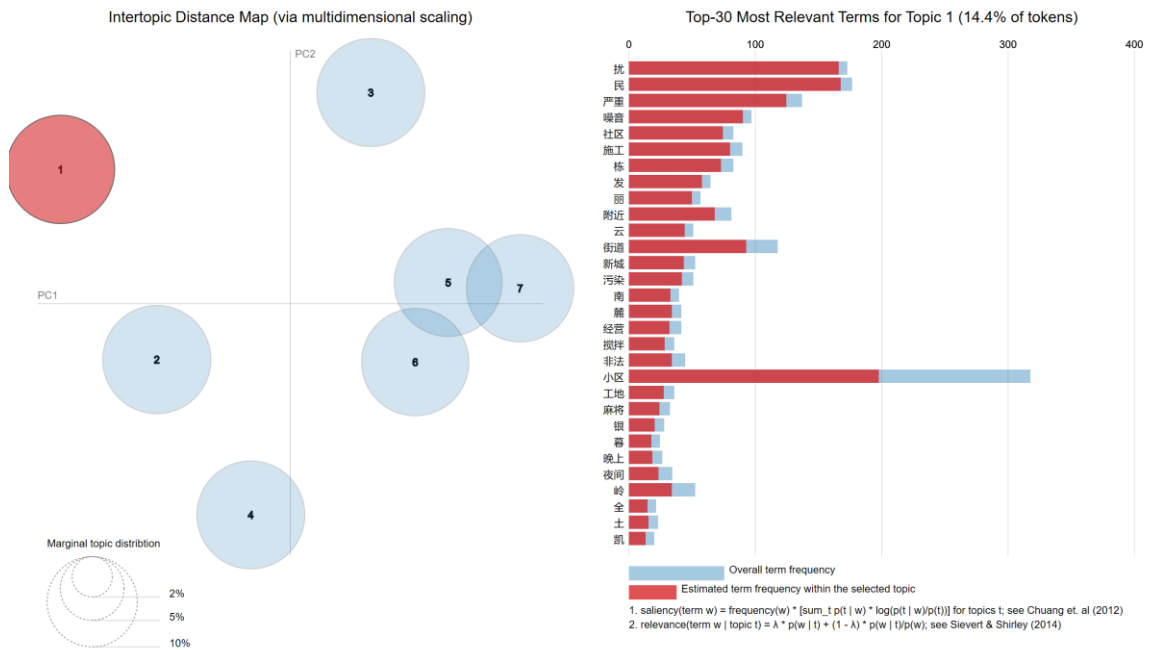 Intertopic Distance Map (via multidimensional scaling)
PC2
PC1
1
2
3
4
5
6
7
Marginal topic distribtion
2%
5%
10%
Top-30 Most Relevant Terms for Topic 1 (14.4% of tokens)
0 100 200 300 400
扰
民
严重
噪音
社区
施工
栋
发
丽
附近
云
街道
新城
污染
南
麓
经营
搅拌
非法
小区
工地
麻将
银
暮
晚上
夜间
岭
全
土
凯
Overall term frequency
Estimated term frequency within the selected topic
1. saliency(term w) = frequency(w) * [sum_t p(t | w) * log(p(t | w)/p(t))] for topics t; see Chuang et. al (2012)
2. relevance(term w | topic t) = λ * p(w | t) + (1 - λ) * p(w | t)/p(w); see Sievert & Shirley (2014)